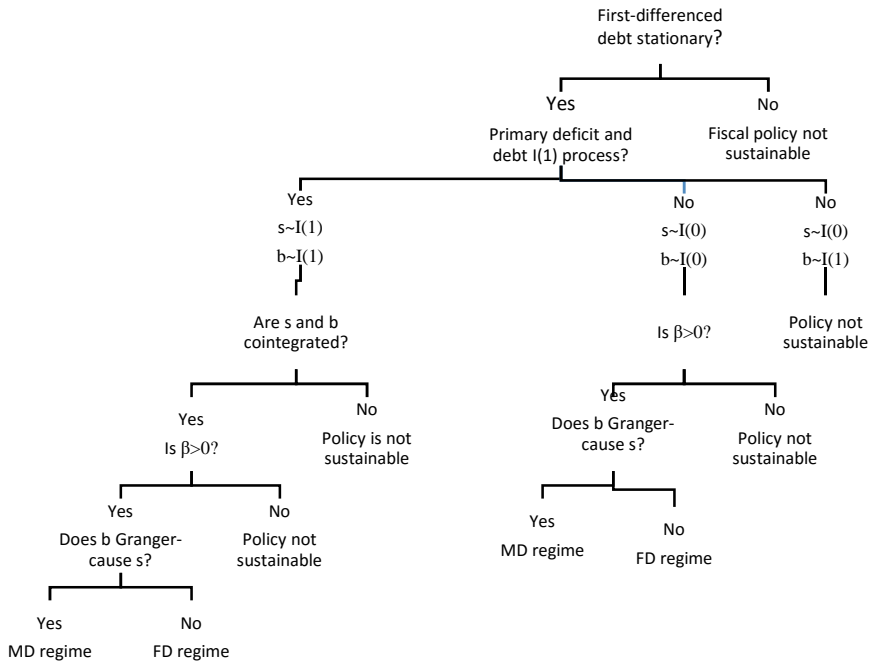 First-differenced
debt stationary?
Yes
No
Primary deficit and
debt I(1) process?
Fiscal policy not
sustainable
Yes
s~I(1)
b~I(1)
No
s~I(0)
b~I(0)
No
s~I(0)
b~I(1)
Are s and b
cointegrated?
Is β>0?
Policy not
sustainable
Yes
Is β>0?
No
Policy is not
sustainable
Yes
Does b Granger-
cause s?
No
Policy not
sustainable
Yes
Does b Granger-
cause s?
No
Policy not
sustainable
Yes
MD regime
No
FD regime
Yes
MD regime
No
FD regime